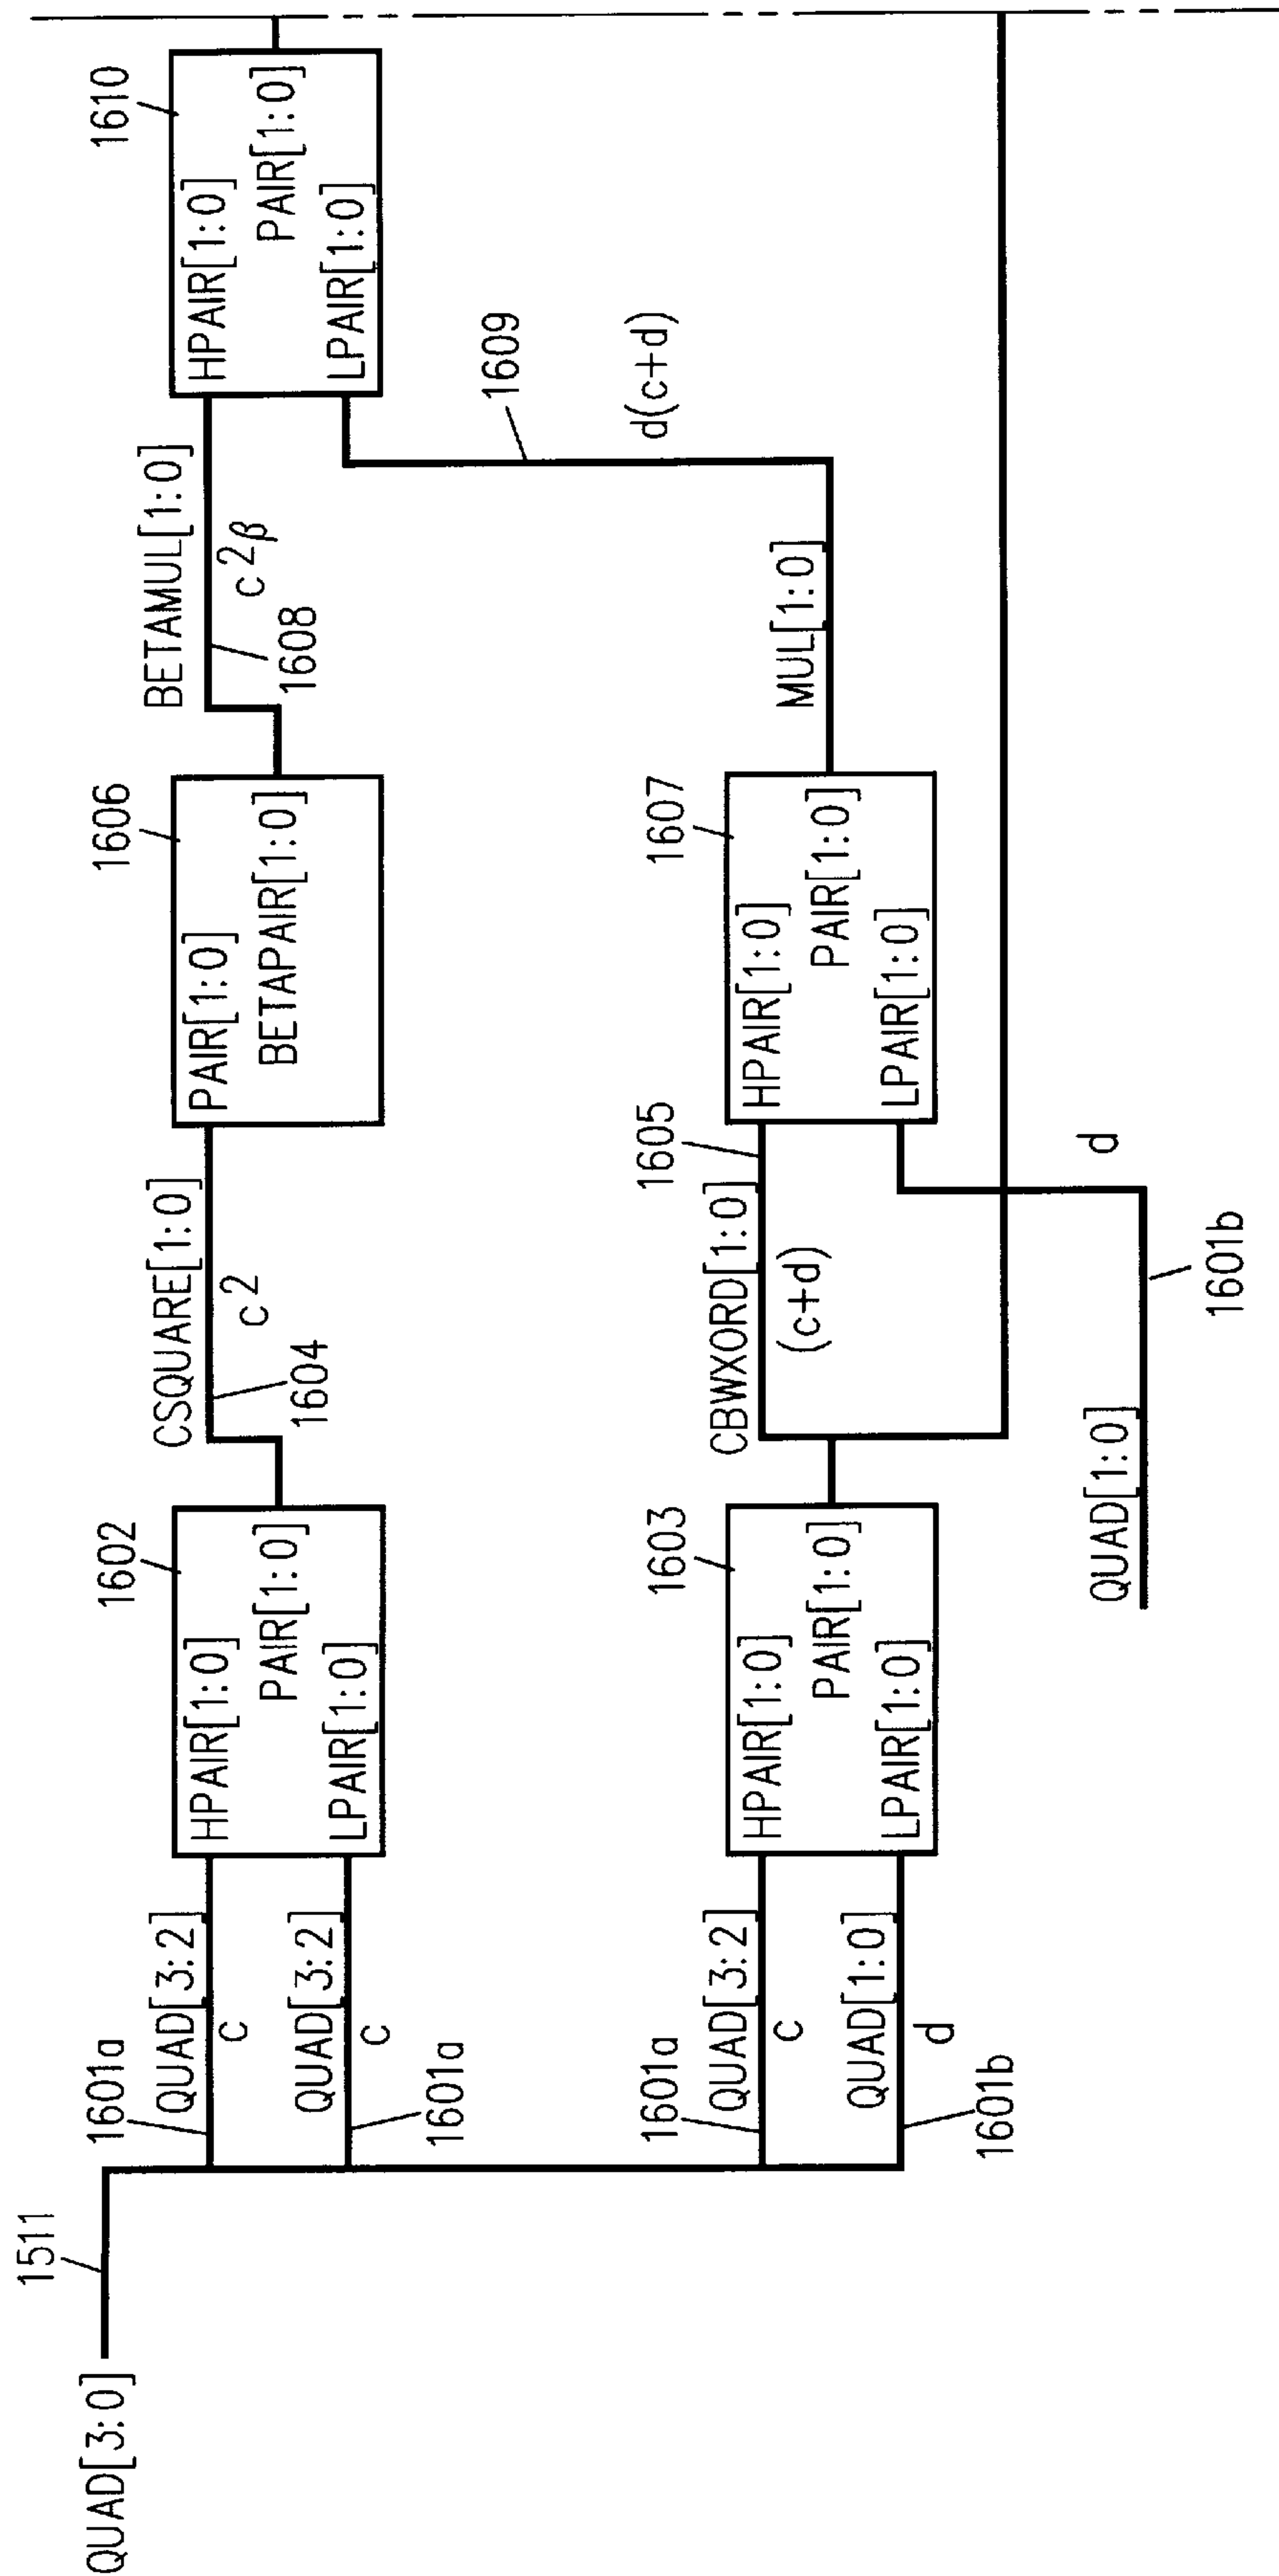 QUAD[3:0]
1511
1601a
QUAD[3:2]
c
QUAD[3:2]
c
1601a
1602
HPAIR[1:0]
PAIR[1:0]
LPAIR[1:0]
CSQUARE[1:0]
c2
1604
1606
PAIR[1:0]
BETAPAIR[1:0]
BETAMUL[1:0]
c2β
1608
1610
HPAIR[1:0]
PAIR[1:0]
LPAIR[1:0]
1609
d(c+d)
1601a
QUAD[3:2]
c
QUAD[1:0]
d
1601b
1603
HPAIR[1:0]
PAIR[1:0]
LPAIR[1:0]
CBWXORD[1:0]
1605
(c+d)
1607
HPAIR[1:0]
PAIR[1:0]
LPAIR[1:0]
MUL[1:0]
QUAD[1:0]
d
1601b